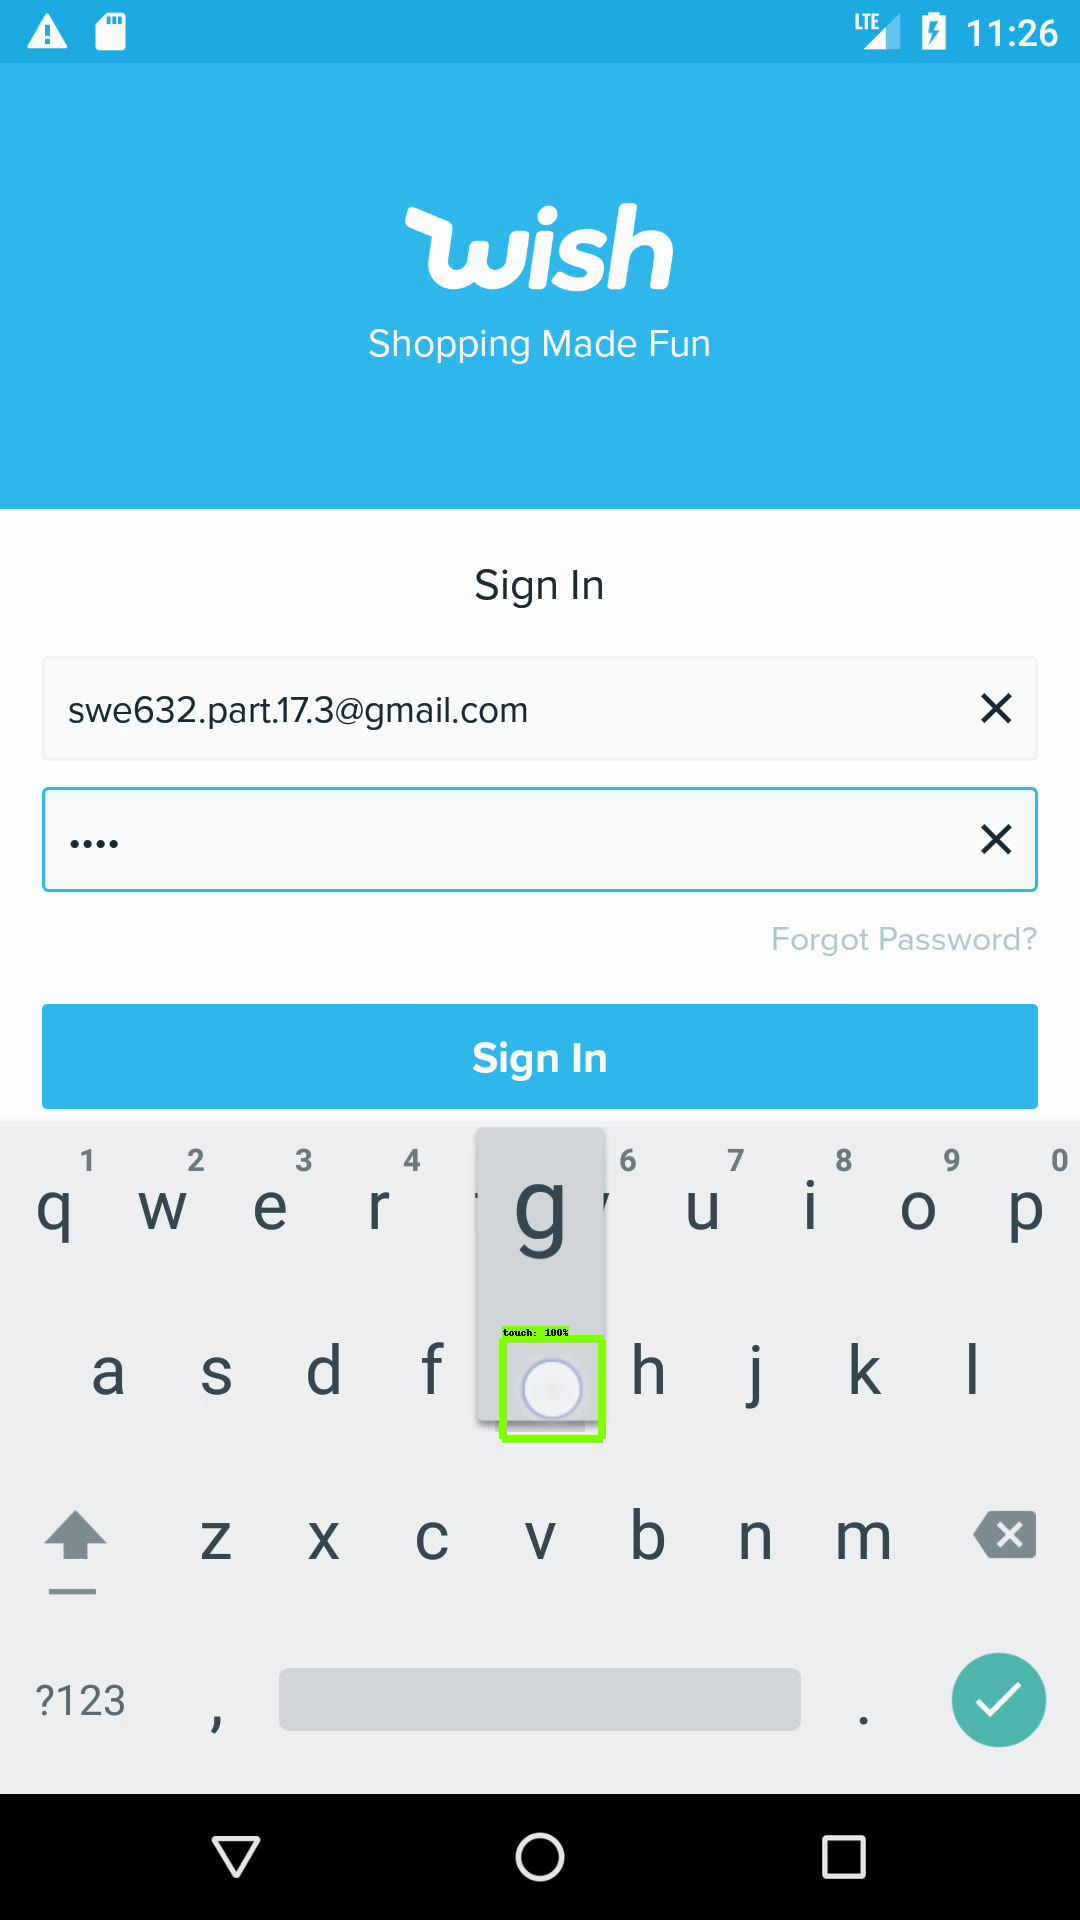 LTE 11:26
wish
Shopping Made Fun
Sign In
swe632.part.17.3@gmail.com
••••
Forgot Password?
Sign In
1 2 3 4 6 7 8 9 0
q w e r g u i o p
touch: 100%
a s d f h j k l
z x c v b n m
?123 , .